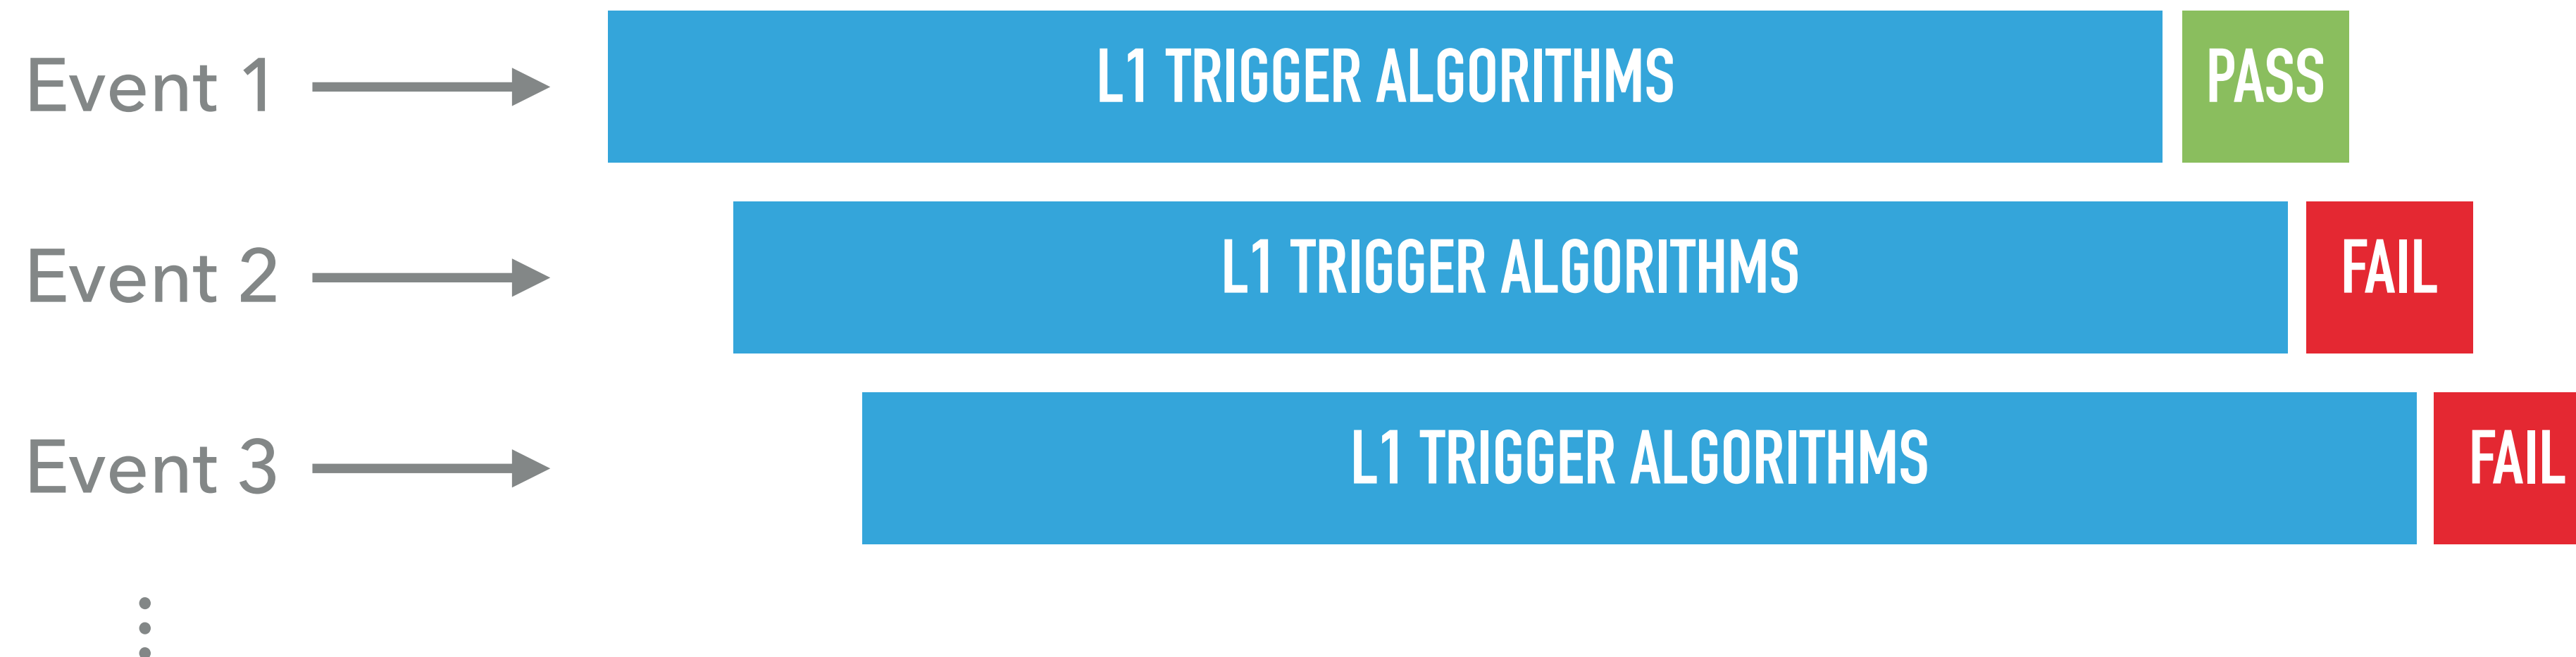 Event 1 L1 TRIGGER ALGORITHMS PASS
Event 2 L1 TRIGGER ALGORITHMS FAIL
Event 3 L1 TRIGGER ALGORITHMS FAIL